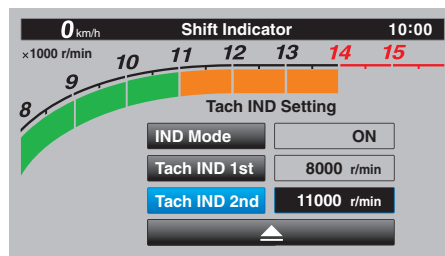 0 km/h Shift Indicator 10:00
×1000 r/min
8 9 10 11 12 13 14 15
Tach IND Setting
IND Mode ON
Tach IND 1st 8000 r/min
Tach IND 2nd 11000 r/min